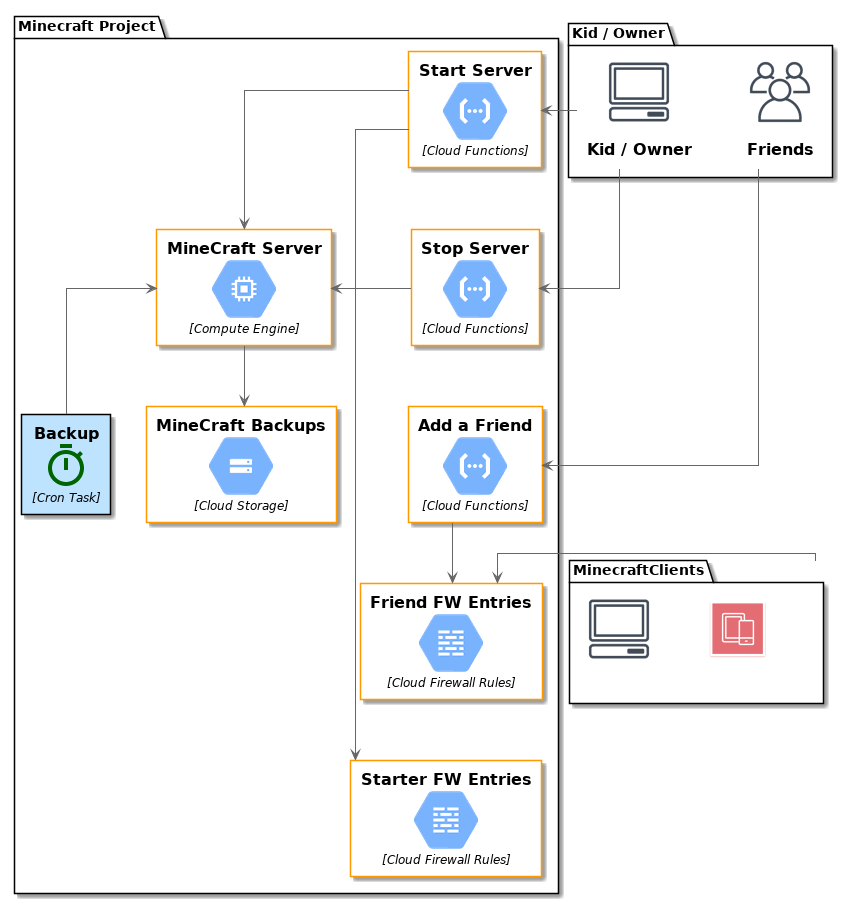 Minecraft Project
Kid / Owner
Start Server
[Cloud Functions]
Kid / Owner
Friends
MineCraft Server
[Compute Engine]
Stop Server
[Cloud Functions]
Backup
[Cron Task]
MineCraft Backups
[Cloud Storage]
Add a Friend
[Cloud Functions]
MinecraftClients
Friend FW Entries
[Cloud Firewall Rules]
Starter FW Entries
[Cloud Firewall Rules]